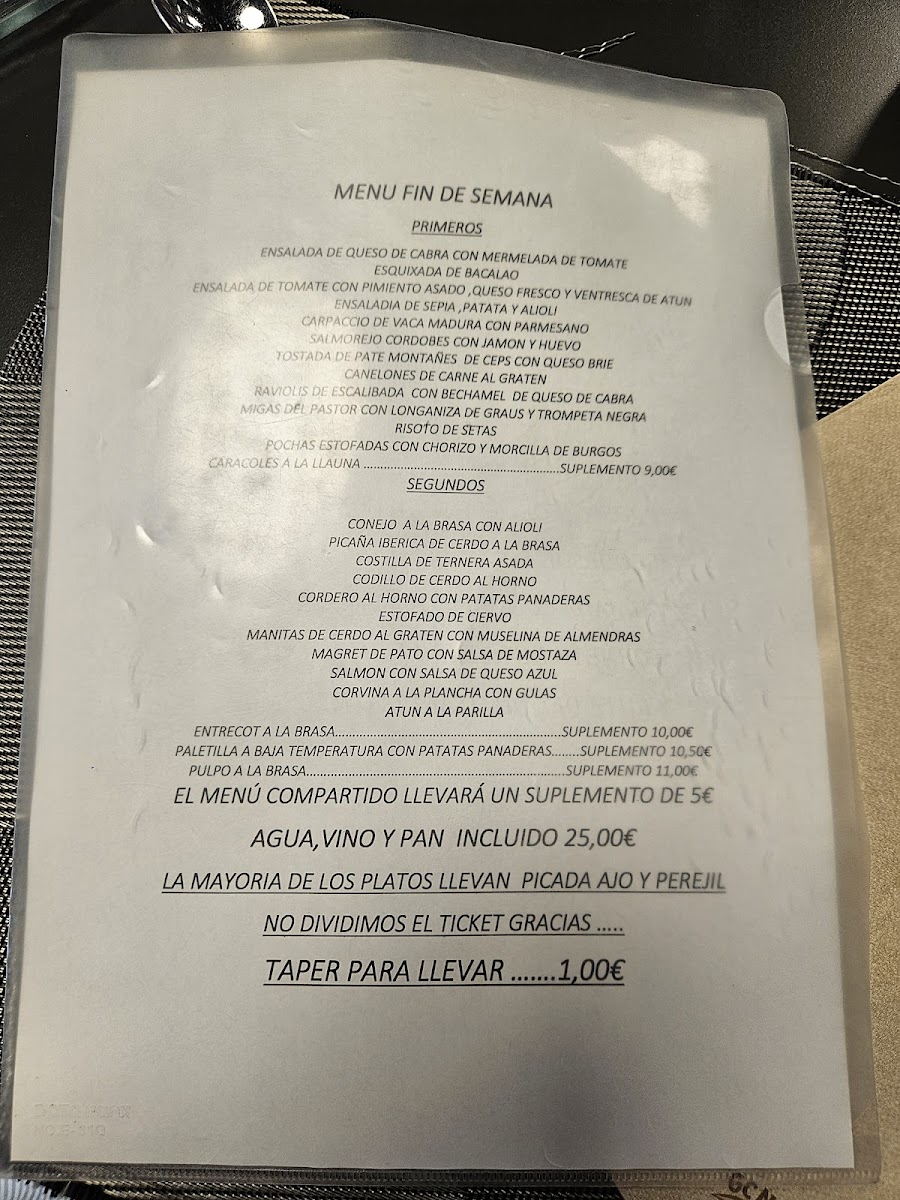 MENU FIN DE SEMANA
PRIMEROS
ENSALADA DE QUESO DE CABRA CON MERMELADA DE TOMATE
ESQUIXADA DE BACALAO
ENSALADA DE TOMATE CON PIMIENTO ASADO ,QUESO FRESCO Y VENTRESCA DE ATUN
ENSALADIA DE SEPIA ,PATATA Y ALIOLI
CARPACCIO DE VACA MADURA CON PARMESANO
SALMOREJO CORDOBES CON JAMON Y HUEVO
TOSTADA DE PATE MONTAÑES DE CEPS CON QUESO BRIE
CANELONES DE CARNE AL GRATEN
RAVIOLIS DE ESCALIBADA CON BECHAMEL DE QUESO DE CABRA
MIGAS DEL PASTOR CON LONGANIZA DE GRAUS Y TROMPETA NEGRA
RISOTO DE SETAS
POCHAS ESTOFADAS CON CHORIZO Y MORCILLA DE BURGOS
CARACOLES A LA LLAUNA ..........................................................SUPLEMENTO 9,00€
SEGUNDOS
CONEJO A LA BRASA CON ALIOLI
PICAÑA IBERICA DE CERDO A LA BRASA
COSTILLA DE TERNERA ASADA
CODILLO DE CERDO AL HORNO
CORDERO AL HORNO CON PATATAS PANADERAS
ESTOFADO DE CIERVO
MANITAS DE CERDO AL GRATEN CON MUSELINA DE ALMENDRAS
MAGRET DE PATO CON SALSA DE MOSTAZA
SALMON CON SALSA DE QUESO AZUL
CORVINA A LA PLANCHA CON GULAS
ATUN A LA PARILLA
ENTRECOT A LA BRASA...................................................................SUPLEMENTO 10,00€
PALETILLA A BAJA TEMPERATURA CON PATATAS PANADERAS........SUPLEMENTO 10,50€
PULPO A LA BRASA.............................................................................SUPLEMENTO 11,00€
EL MENÚ COMPARTIDO LLEVARÁ UN SUPLEMENTO DE 5€
AGUA,VINO Y PAN INCLUIDO 25,00€
LA MAYORIA DE LOS PLATOS LLEVAN PICADA AJO Y PEREJIL
NO DIVIDIMOS EL TICKET GRACIAS .....
TAPER PARA LLEVAR .......1,00€